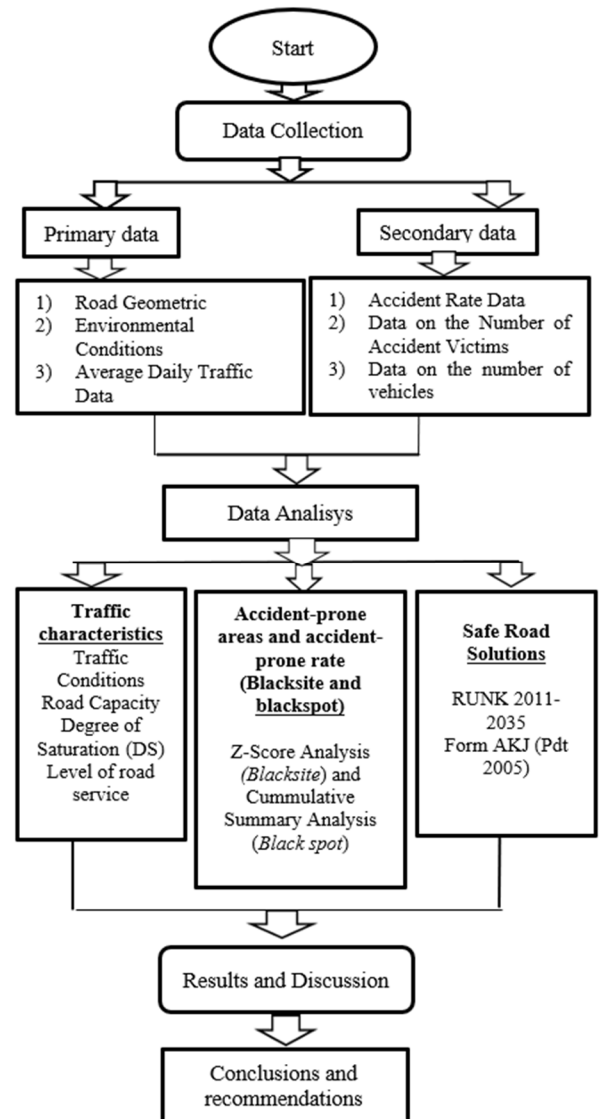 Start
Data Collection
Primary data
Secondary data
1) Road Geometric
2) Environmental
Conditions
3) Average Daily Traffic
Data
1) Accident Rate Data
2) Data on the Number of
Accident Victims
3) Data on the number of
vehicles
Data Analisys
Traffic
characteristics
Traffic
Conditions
Road Capacity
Degree of
Saturation (DS)
Level of road
service
Accident-prone
areas and accident-
prone rate
(Blacksite and
blackspot)
Z-Score Analysis
(Blacksite) and
Cummulative
Summary Analysis
(Black spot)
Safe Road
Solutions
RUNK 2011-
2035
Form AKJ (Pdt
2005)
Results and Discussion
Conclusions and
recommendations